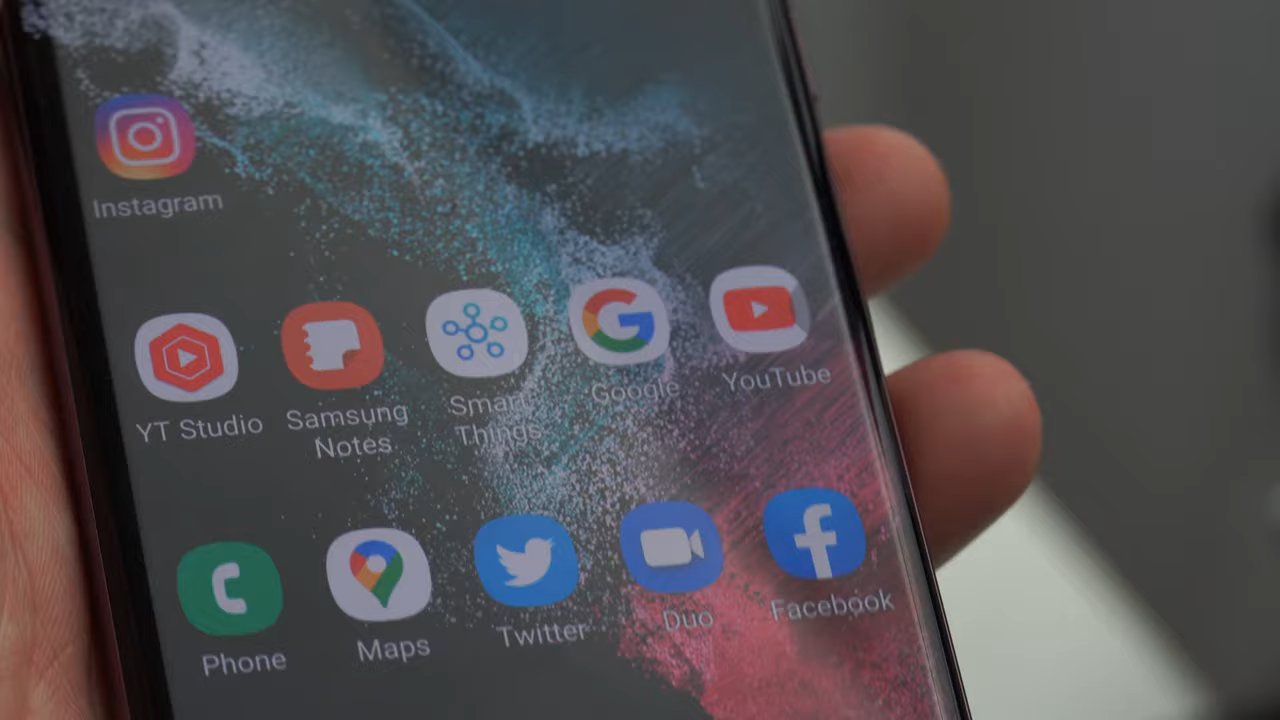 Instagram
YT Studio
Samsung
Notes
Smart
Things
Google
YouTube
Phone
Maps
Twitter
Duo
Facebook